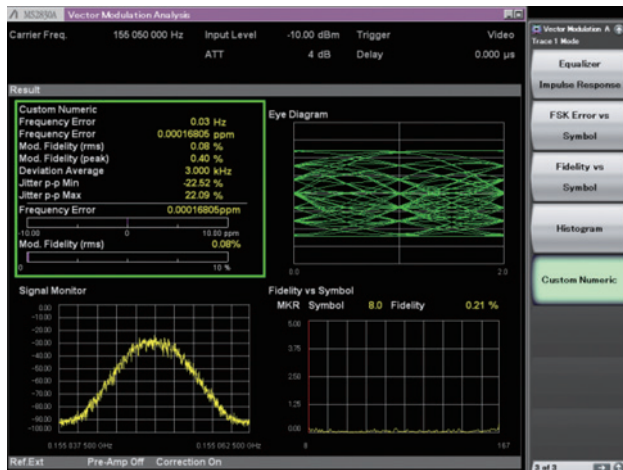 MS2830A Vector Modulation Analysis
Carrier Freq. 155 050 000 Hz Input Level -10.00 dBm Trigger Video
ATT 4 dB Delay 0.000 µs
Result
Custom Numeric
Frequency Error 0.03 Hz
Frequency Error 0.00016805 ppm
Mod. Fidelity (rms) 0.08 %
Mod. Fidelity (peak) 0.40 %
Deviation Average 3.000 kHz
Jitter p-p Min -22.52 %
Jitter p-p Max 22.09 %
Frequency Error 0.00016805ppm
-10.00 0 10.00 ppm
Mod. Fidelity (rms) 0.08%
0 10 %
Eye Diagram
0.0 2.0
Signal Monitor
0.00
-10.00
-20.00
-30.00
-40.00
-50.00
-60.00
-70.00
-80.00
-90.00
-100.00
0.155 037 500 GHz 0.155 062 500 GHz
Fidelity vs Symbol
MKR Symbol 8.0 Fidelity 0.21 %
5.00
3.75
2.50
1.25
0.00
8 167
Ref.Ext Pre-Amp Off Correction On
Vector Modulation A
Trace 1 Mode
Equalizer
Impulse Response
FSK Error vs
Symbol
Fidelity vs
Symbol
Histogram
Custom Numeric
3 of 3